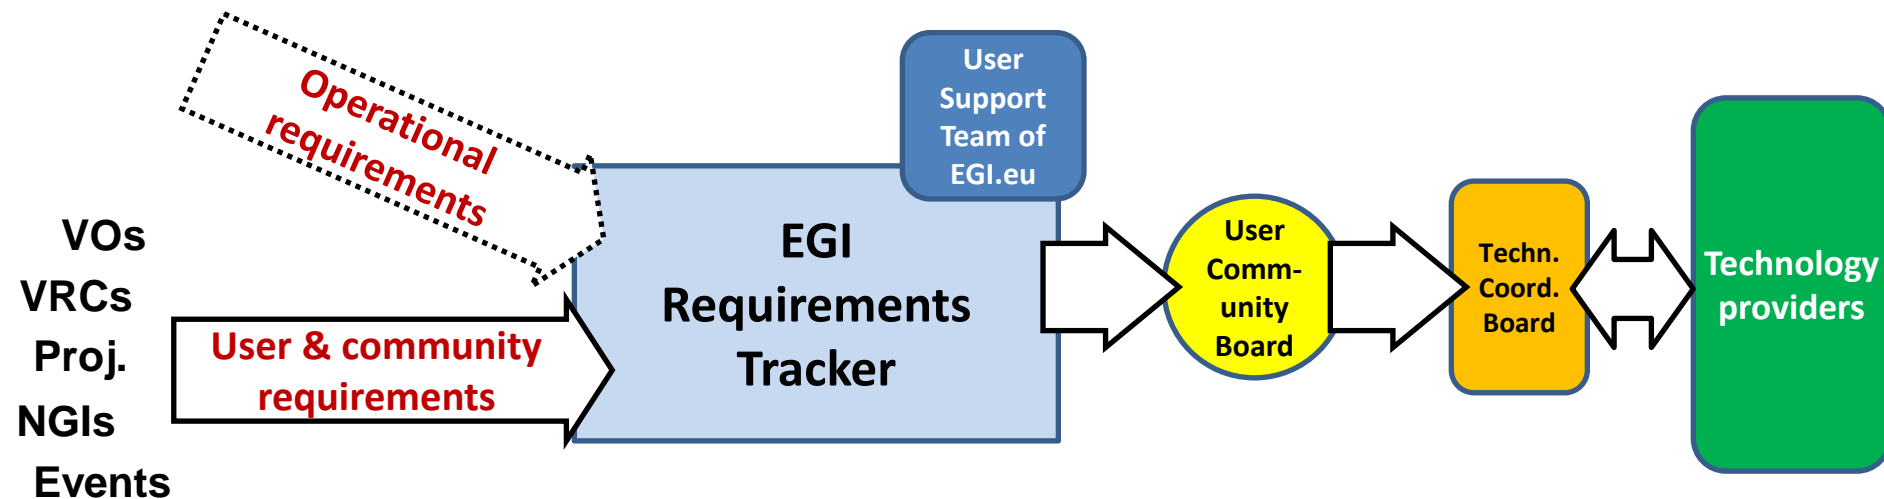 Operational
requirements
User
Support
Team of
EGI.eu
VOs
VRCs
Proj.
NGIs
Events
User & community
requirements
EGI
Requirements
Tracker
User
Comm-
unity
Board
Techn.
Coord.
Board
Technology
providers